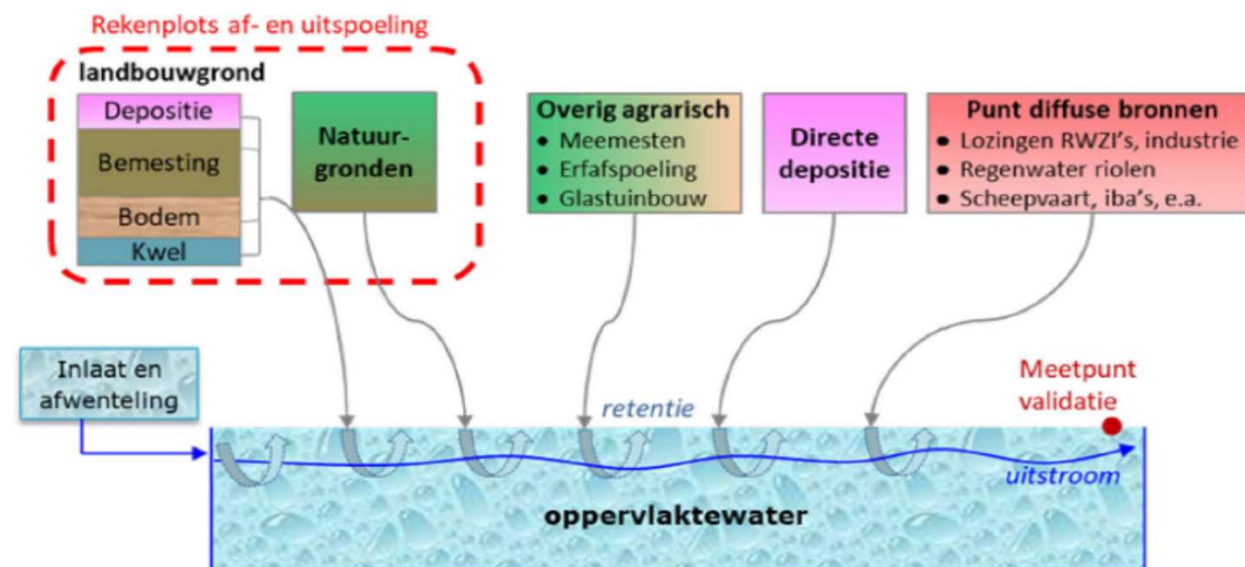 Rekenplots af- en uitspoeling
landbouwgrond
Depositie
Bemesting
Bodem
Kwel
Natuur-
gronden
Overig agrarisch
• Meemesten
• Erfafspoeling
• Glastuinbouw
Directe
depositie
Punt diffuse bronnen
• Lozingen RWZI's, industrie
• Regenwater riolen
• Scheepvaart, iba's, e.a.
Inlaat en
afwenteling
retentie
Meetpunt
validatie
uitstroom
oppervlaktewater